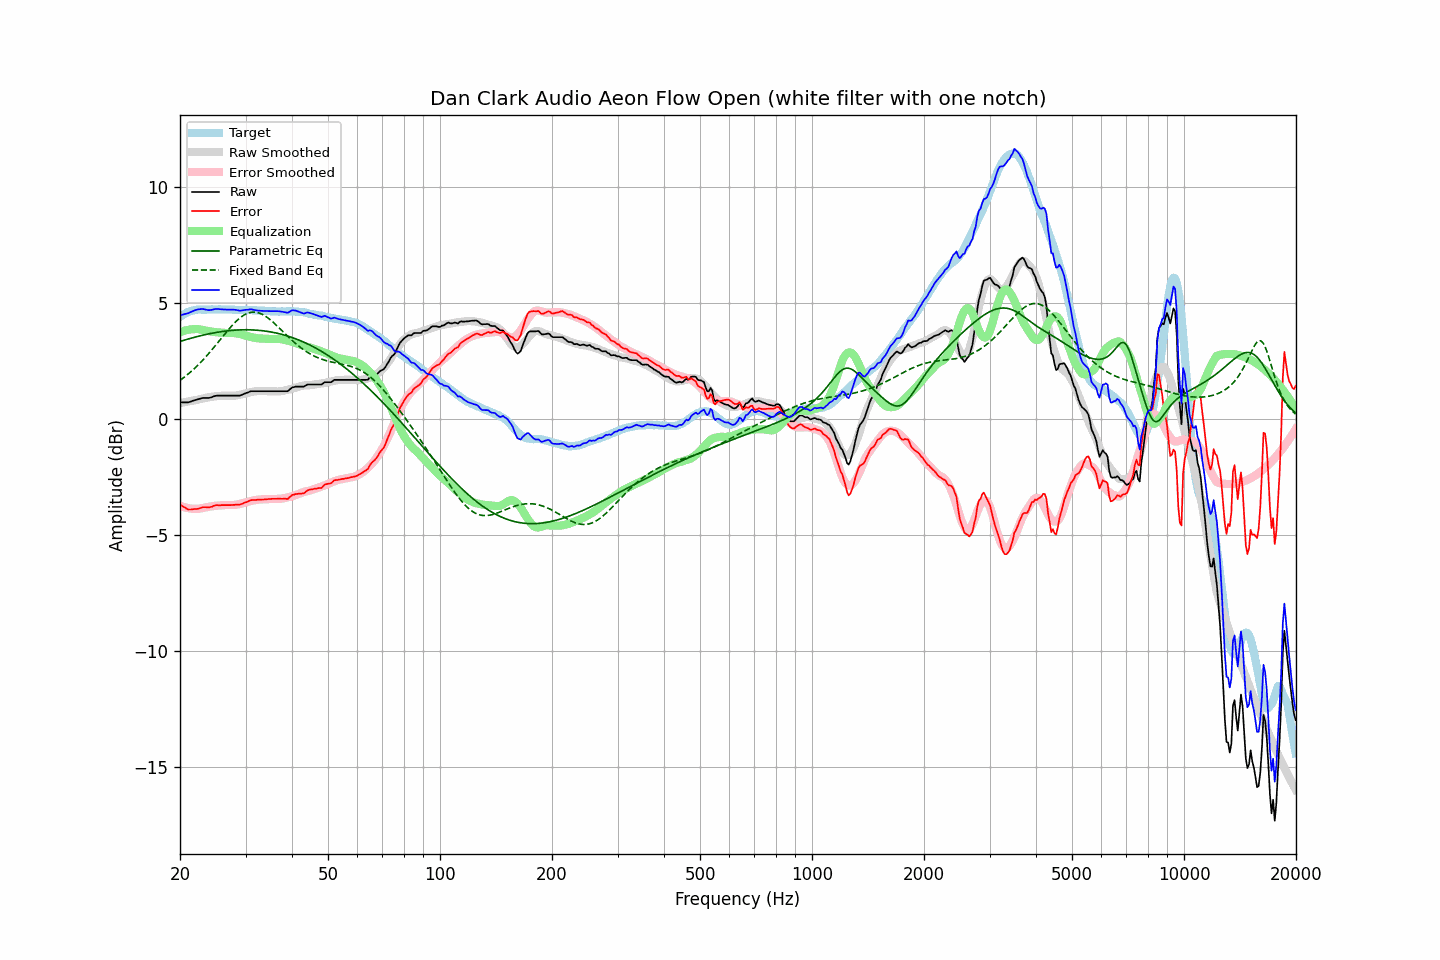 Dan Clark Audio Aeon Flow Open (white filter with one notch)
Target
Raw Smoothed
Error Smoothed
Raw
Error
Equalization
Parametric Eq
Fixed Band Eq
Equalized
Amplitude (dBr)
10
5
0
−5
−10
−15
20
50
100
200
500
1000
2000
5000
10000
20000
Frequency (Hz)